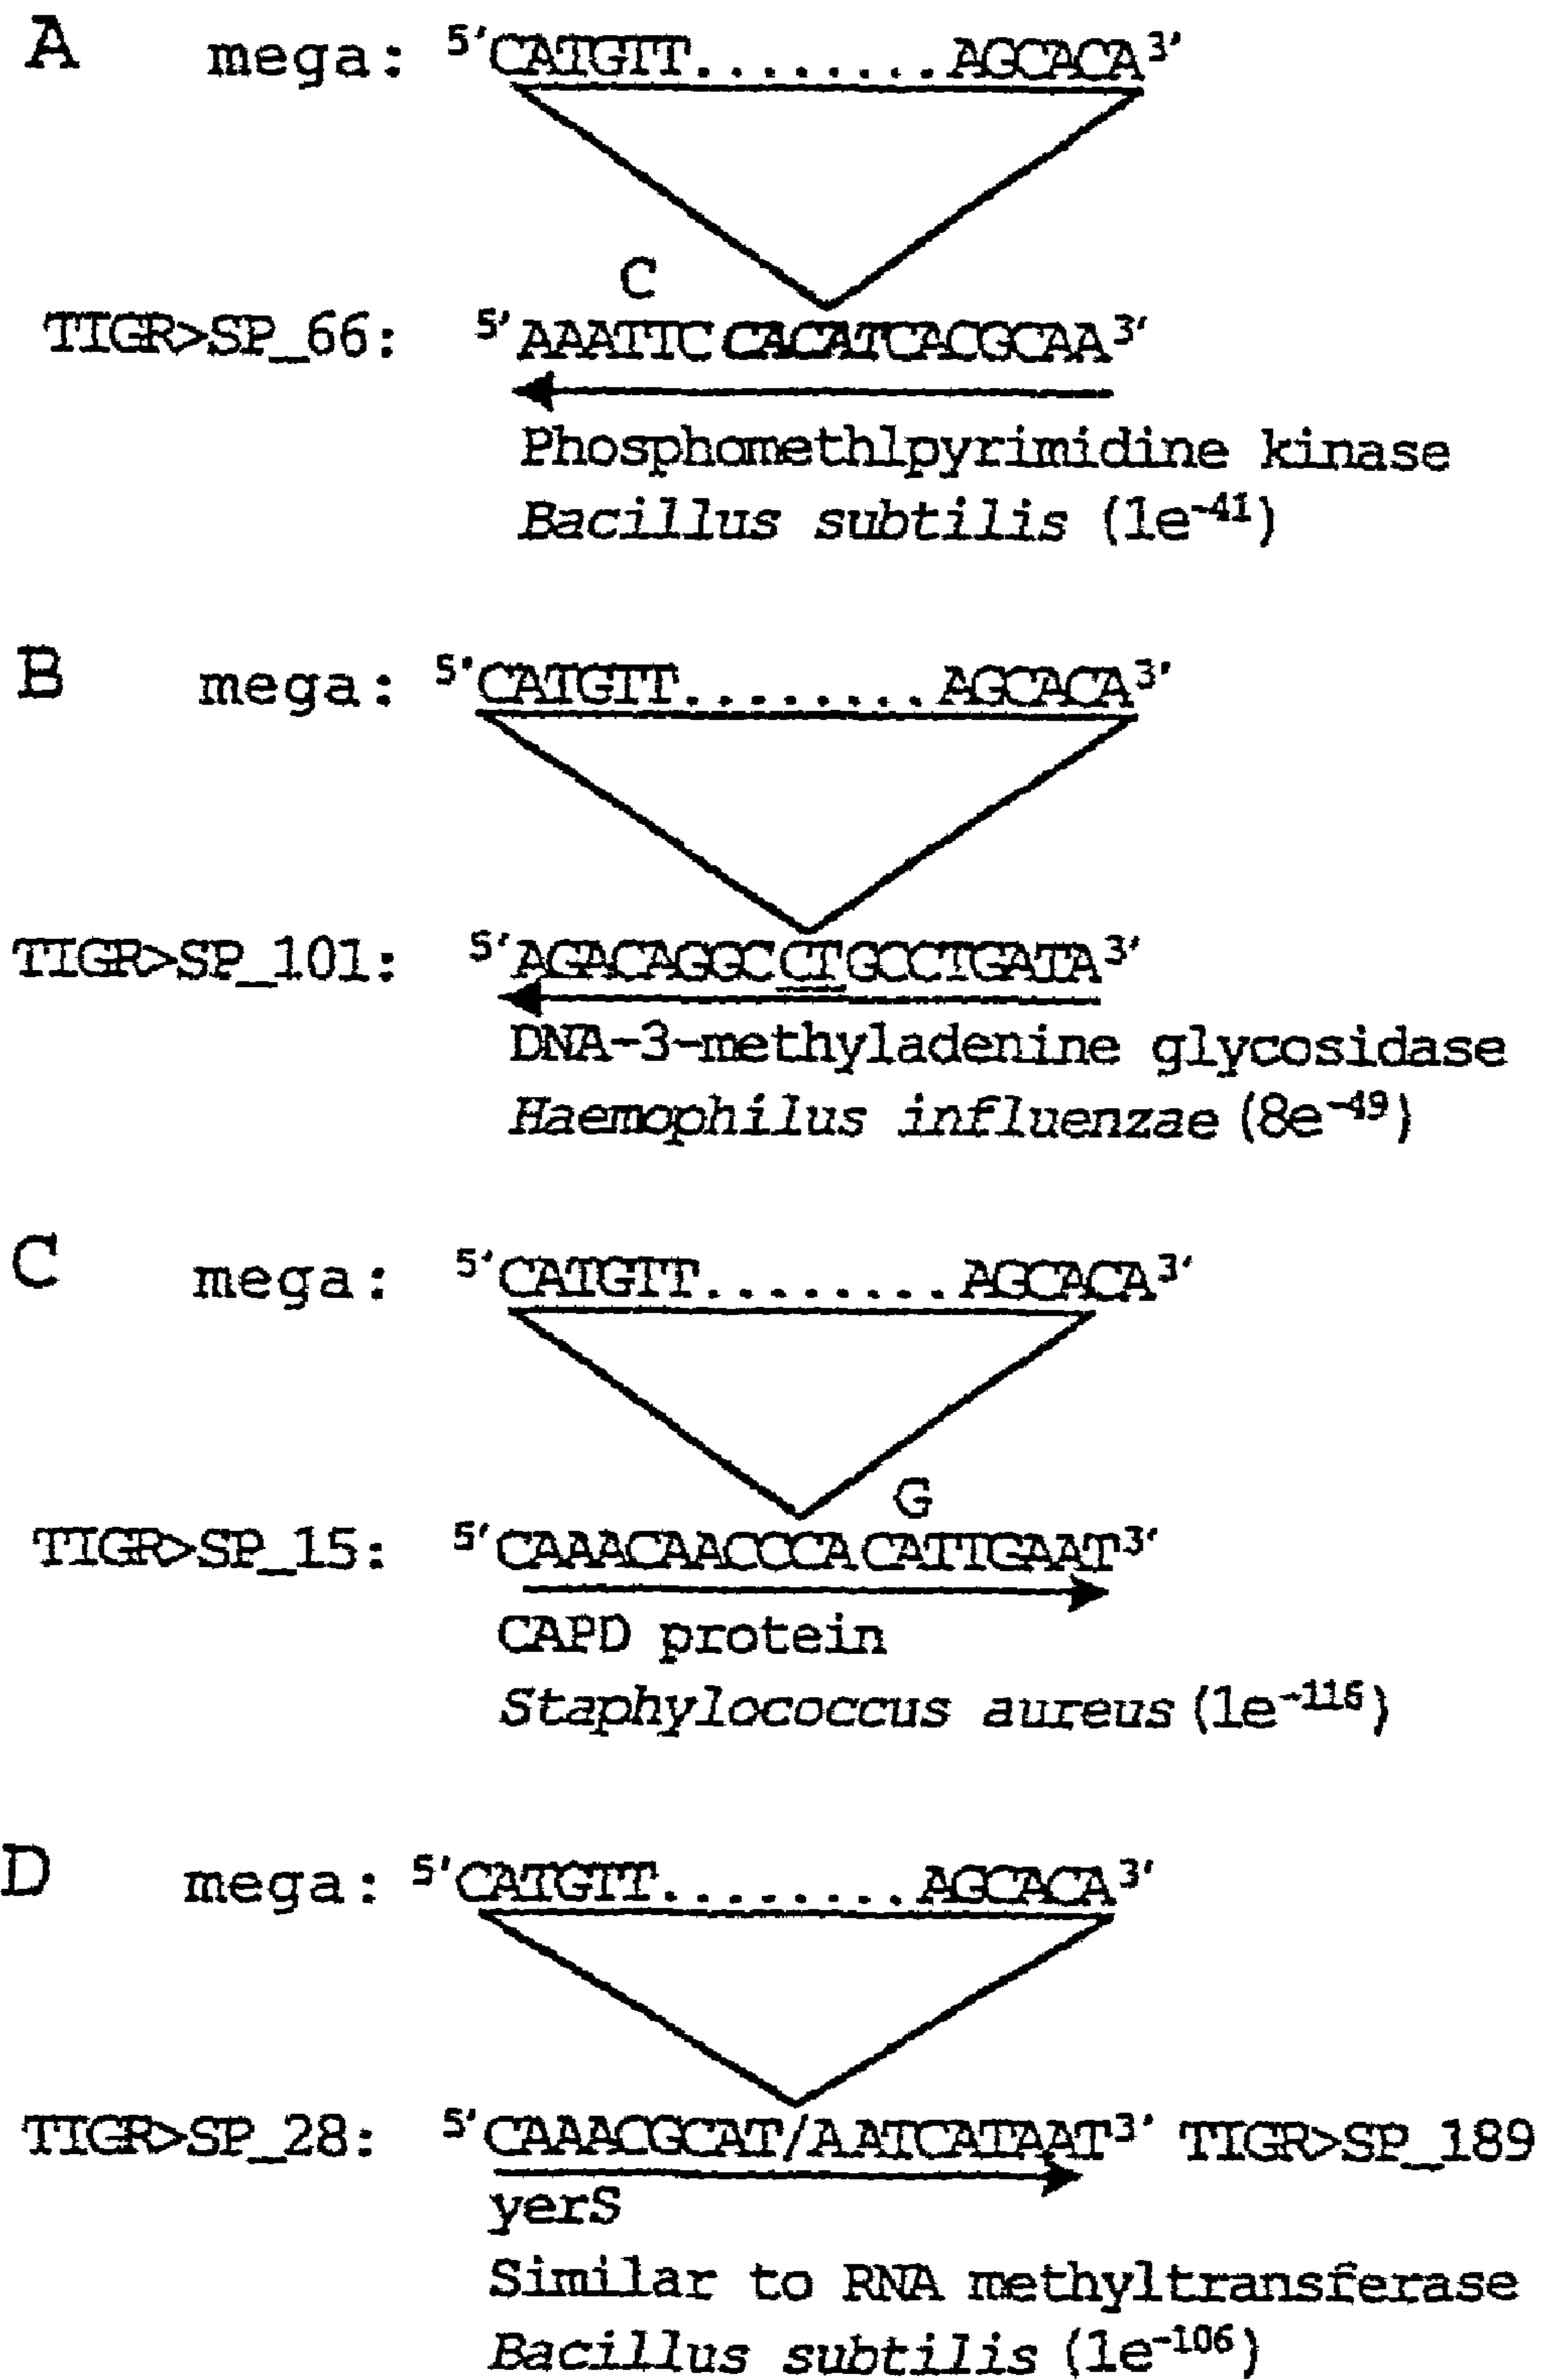 A mega: 5'CATGTT........AGCACA3'
C
TIGR>SP_66: 5'AAATTC CACATCACGCAA3'
Phosphomethlpyrimidine kinase
Bacillus subtilis (1e-41)
B mega: 5'CATGTT........AGCACA3'
TIGR>SP_101: 5'AGACAGGC CT GCCTGATA3'
DNA-3-methyladenine glycosidase
Haemophilus influenzae (8e-49)
C mega: 5'CATGTT........AGCACA3'
G
TIGR>SP_15: 5'CAAACAACCCA CATTGAAT3'
CAPD protein
Staphylococcus aureus (1e-116)
D mega: 5'CATGTT........AGCACA3'
TIGR>SP_28: 5'CAAACGCAT/AATCATAAT3' TIGR>SP_189
yerS
Similar to RNA methyltransferase
Bacillus subtilis (1e-106)